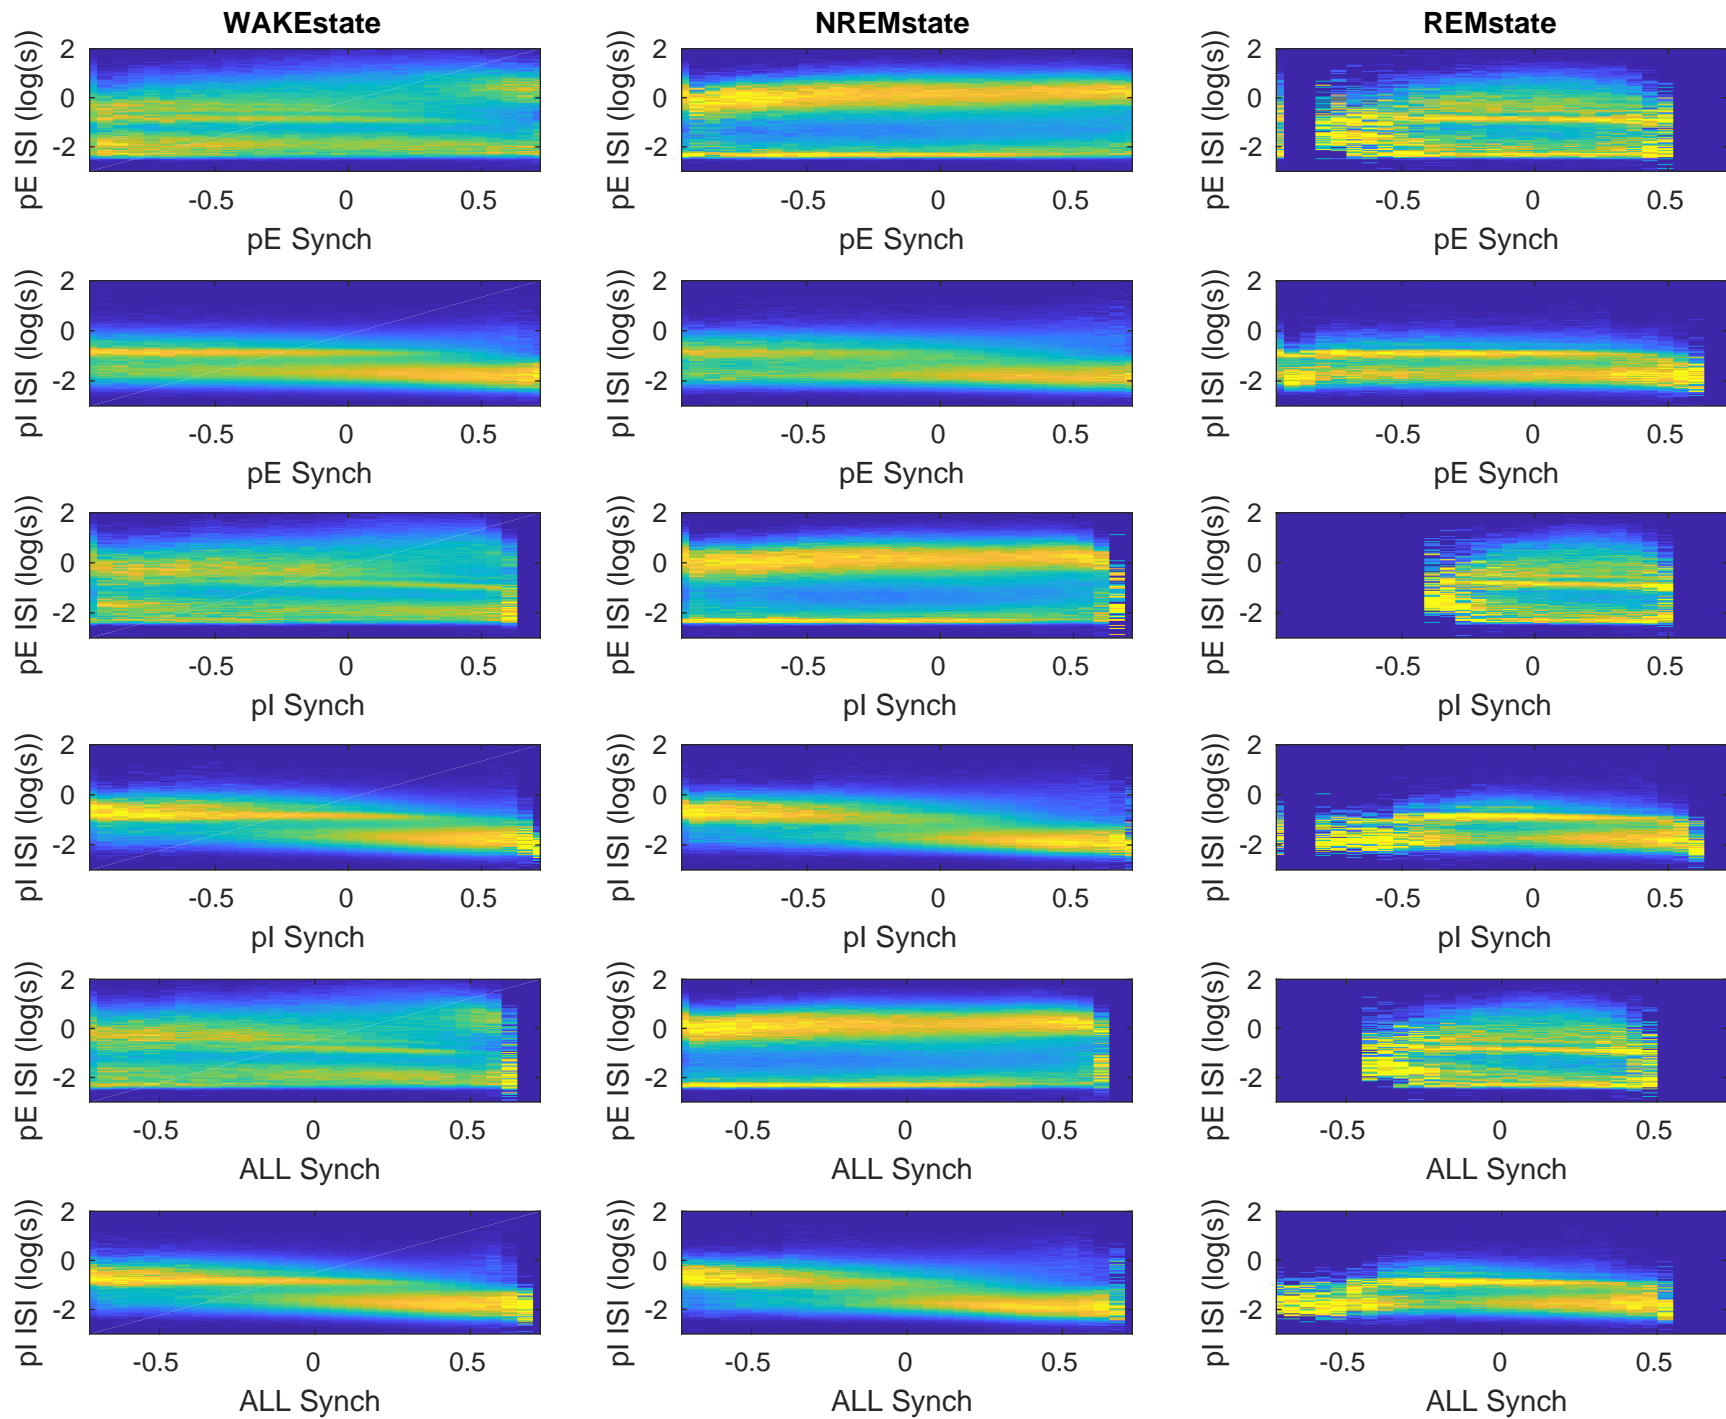 WAKEstate NREMstate REMstate
pE ISI (log(s)) 2 0 -2 pE ISI (log(s)) 2 0 -2 pE ISI (log(s)) 2 0 -2
-0.5 0 0.5 -0.5 0 0.5 -0.5 0 0.5
pE Synch pE Synch pE Synch
pI ISI (log(s)) 2 0 -2 pI ISI (log(s)) 2 0 -2 pI ISI (log(s)) 2 0 -2
-0.5 0 0.5 -0.5 0 0.5 -0.5 0 0.5
pE Synch pE Synch pE Synch
pE ISI (log(s)) 2 0 -2 pE ISI (log(s)) 2 0 -2 pE ISI (log(s)) 2 0 -2
-0.5 0 0.5 -0.5 0 0.5 -0.5 0 0.5
pI Synch pI Synch pI Synch
pI ISI (log(s)) 2 0 -2 pI ISI (log(s)) 2 0 -2 pI ISI (log(s)) 2 0 -2
-0.5 0 0.5 -0.5 0 0.5 -0.5 0 0.5
pI Synch pI Synch pI Synch
pE ISI (log(s)) 2 0 -2 pE ISI (log(s)) 2 0 -2 pE ISI (log(s)) 2 0 -2
-0.5 0 0.5 -0.5 0 0.5 -0.5 0 0.5
ALL Synch ALL Synch ALL Synch
pI ISI (log(s)) 2 0 -2 pI ISI (log(s)) 2 0 -2 pI ISI (log(s)) 2 0 -2
-0.5 0 0.5 -0.5 0 0.5 -0.5 0 0.5
ALL Synch ALL Synch ALL Synch